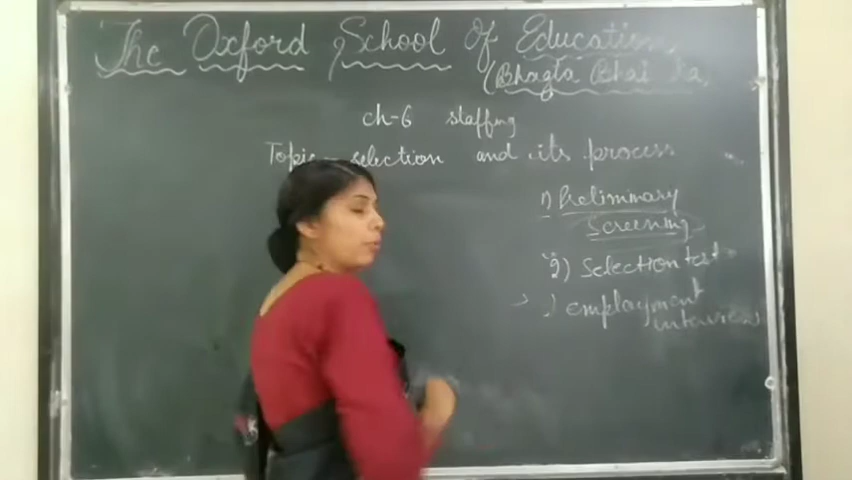 The Oxford School of Education
(Bhagta Bhai Ka
ch-6 staffing
Topic selection and its process
1) Preliminary
Screening
2) Selection test
) employment
interview